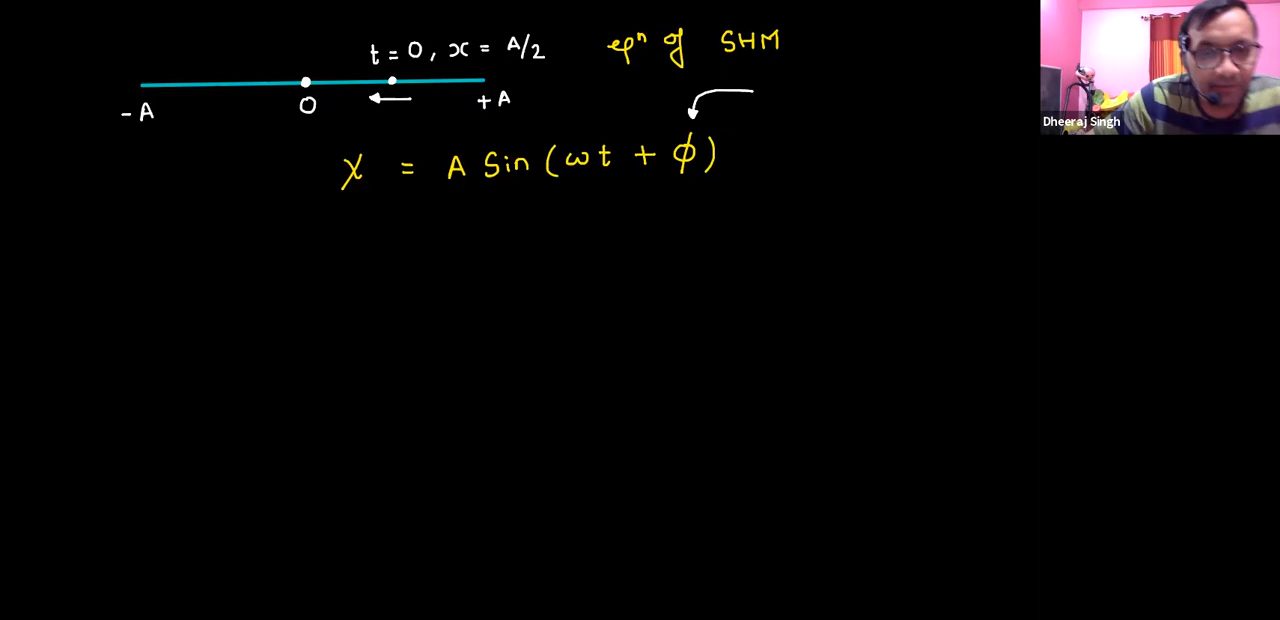 t = 0, x = A/2
eqⁿ of SHM
-A
O
+A
x = A Sin (ωt + ϕ)
Dheeraj Singh